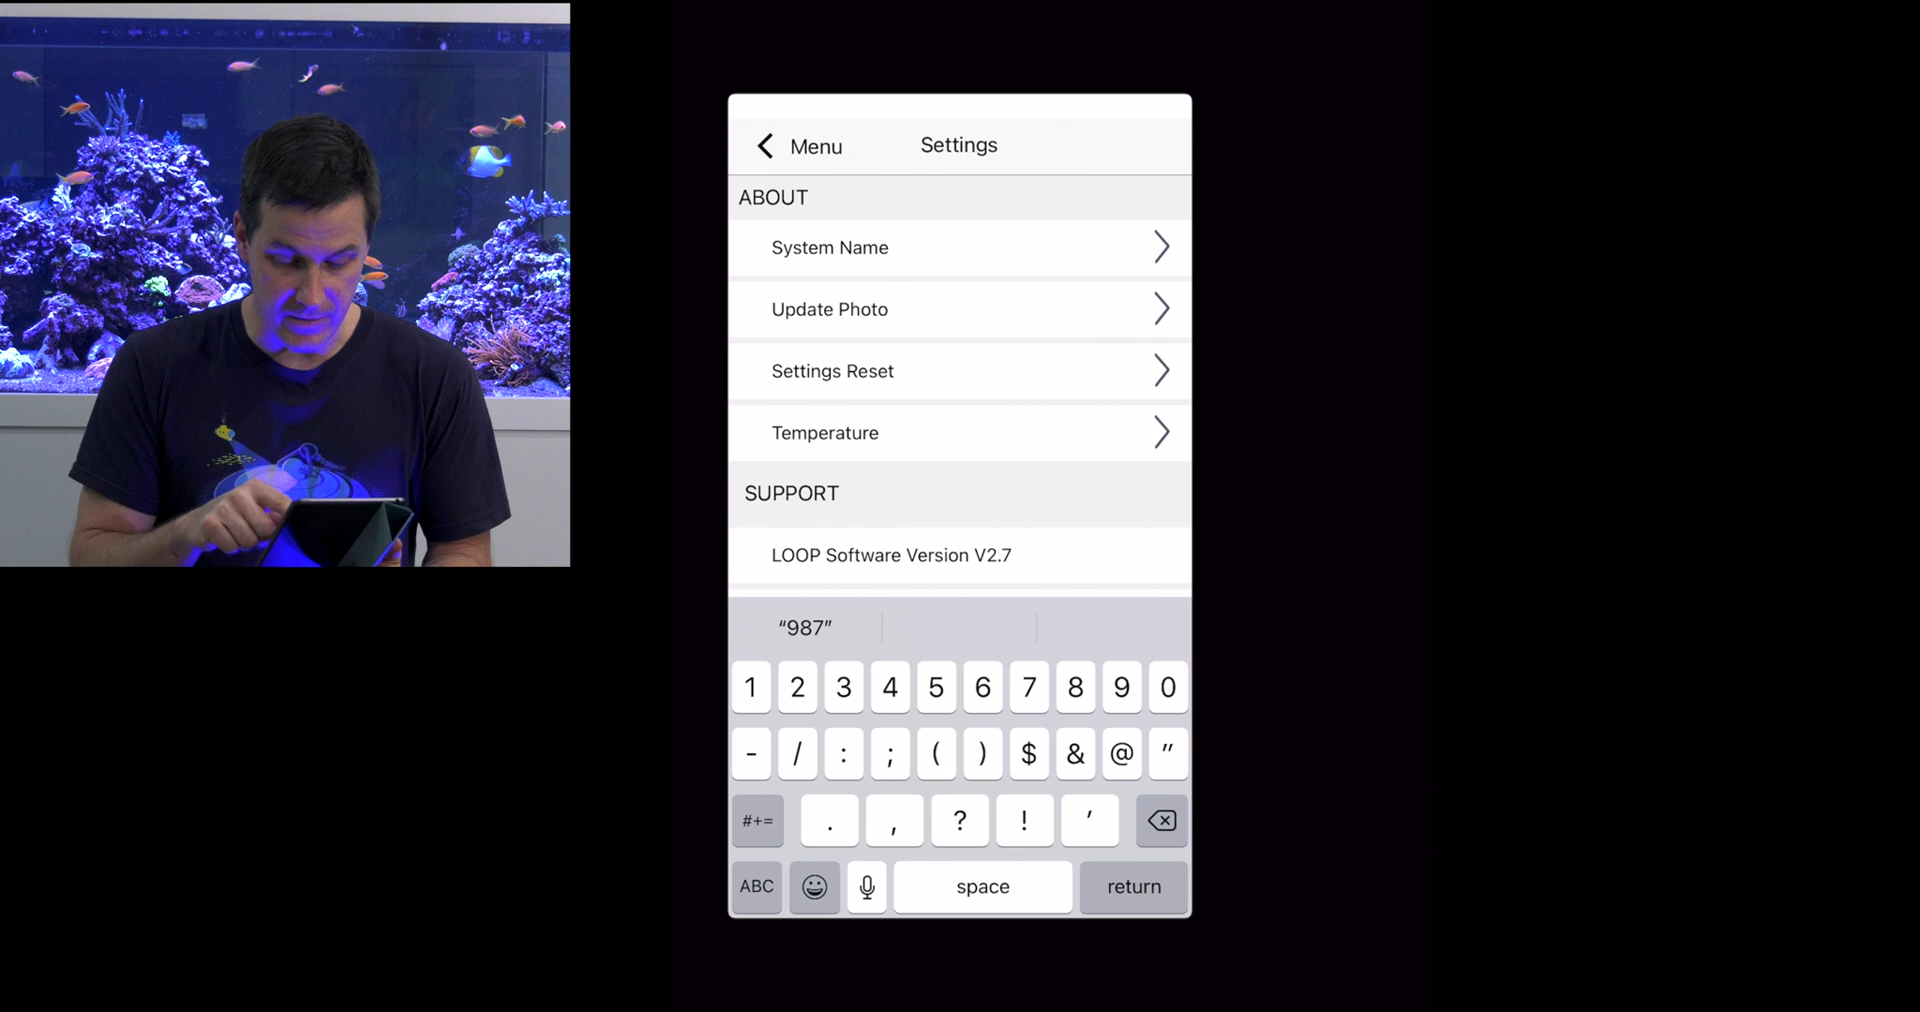 Menu
Settings
ABOUT
System Name
Update Photo
Settings Reset
Temperature
SUPPORT
LOOP Software Version V2.7
“987”
1 2 3 4 5 6 7 8 9 0
- / : ; ( ) $ & @ "
#+= . , ? ! ’
ABC space return